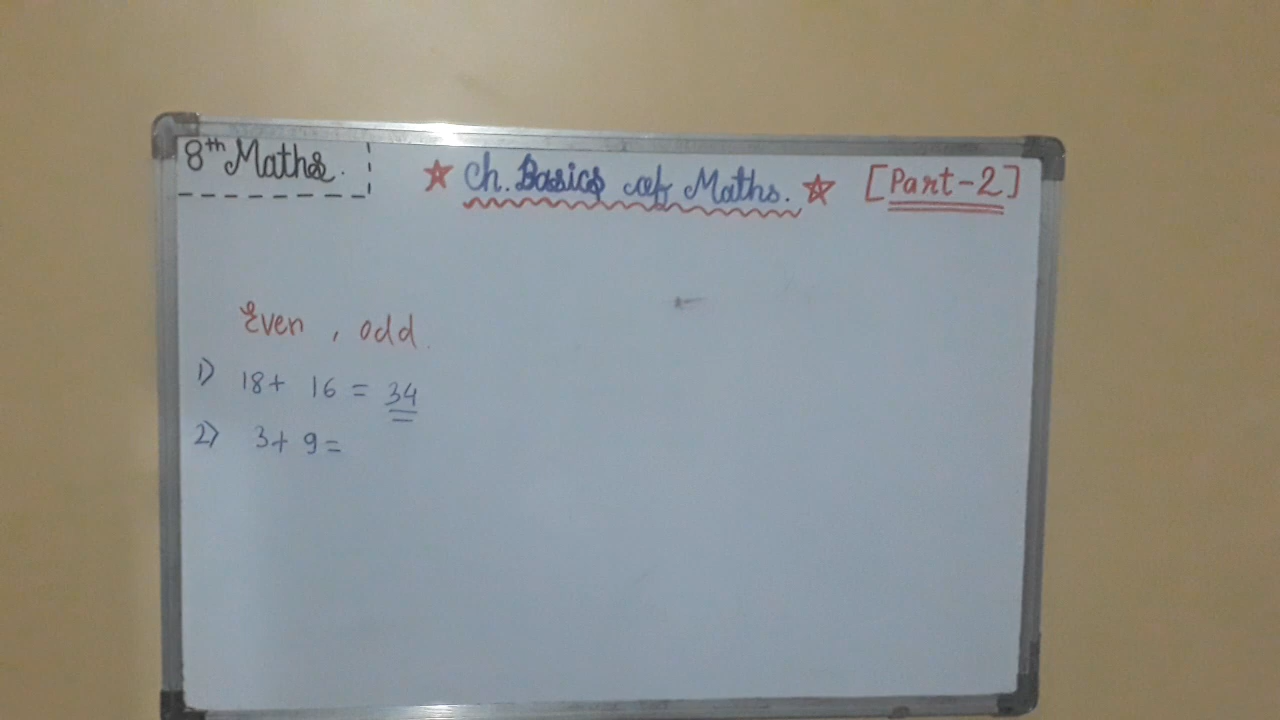 8th Maths.
☆ Ch. Basics of Maths. ☆ [Part-2]
Even, odd.
1) 18+ 16 = 34
2) 3+ 9=